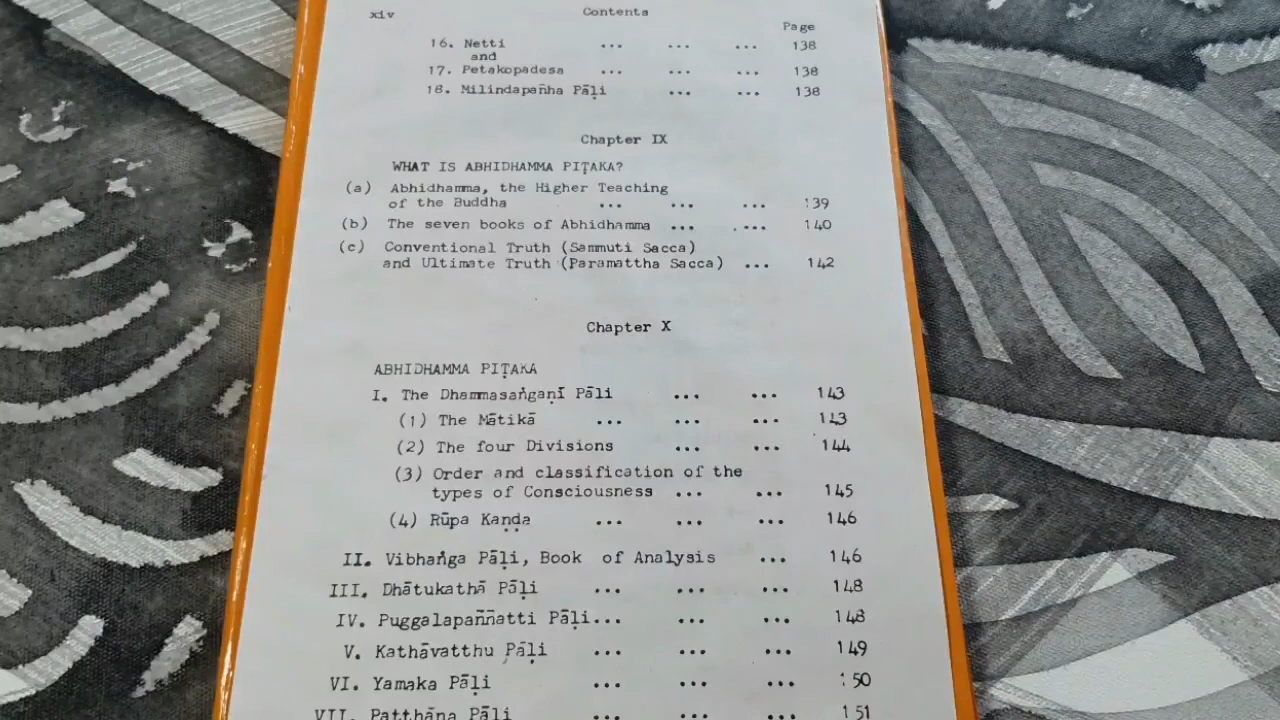 xiv Contents
Page
16. Netti ... ... ... 138
and
17. Petakopadesa ... ... ... 138
18. Milindapañha Pāḷi ... ... 138
Chapter IX
WHAT IS ABHIDHAMMA PIṬAKA?
(a) Abhidhamma, the Higher Teaching
of the Buddha ... ... ... 139
(b) The seven books of Abhidhamma ... ... 140
(c) Conventional Truth (Sammuti Sacca)
and Ultimate Truth (Paramattha Sacca) ... 142
Chapter X
ABHIDHAMMA PIṬAKA
I. The Dhammasaṅgaṇī Pāli ... ... 143
(1) The Mātikā ... ... ... 143
(2) The four Divisions ... ... 144
(3) Order and classification of the
types of Consciousness ... ... 145
(4) Rūpa Kaṇḍa ... ... ... 146
II. Vibhaṅga Pāḷi, Book of Analysis ... 146
III. Dhātukathā Pāḷi ... ... ... 148
IV. Puggalapaññatti Pāḷi... ... ... 148
V. Kathāvatthu Pāḷi ... ... ... 149
VI. Yamaka Pāḷi ... ... ... 150
VII. Paṭṭhāna Pāḷi ... ... ... 151